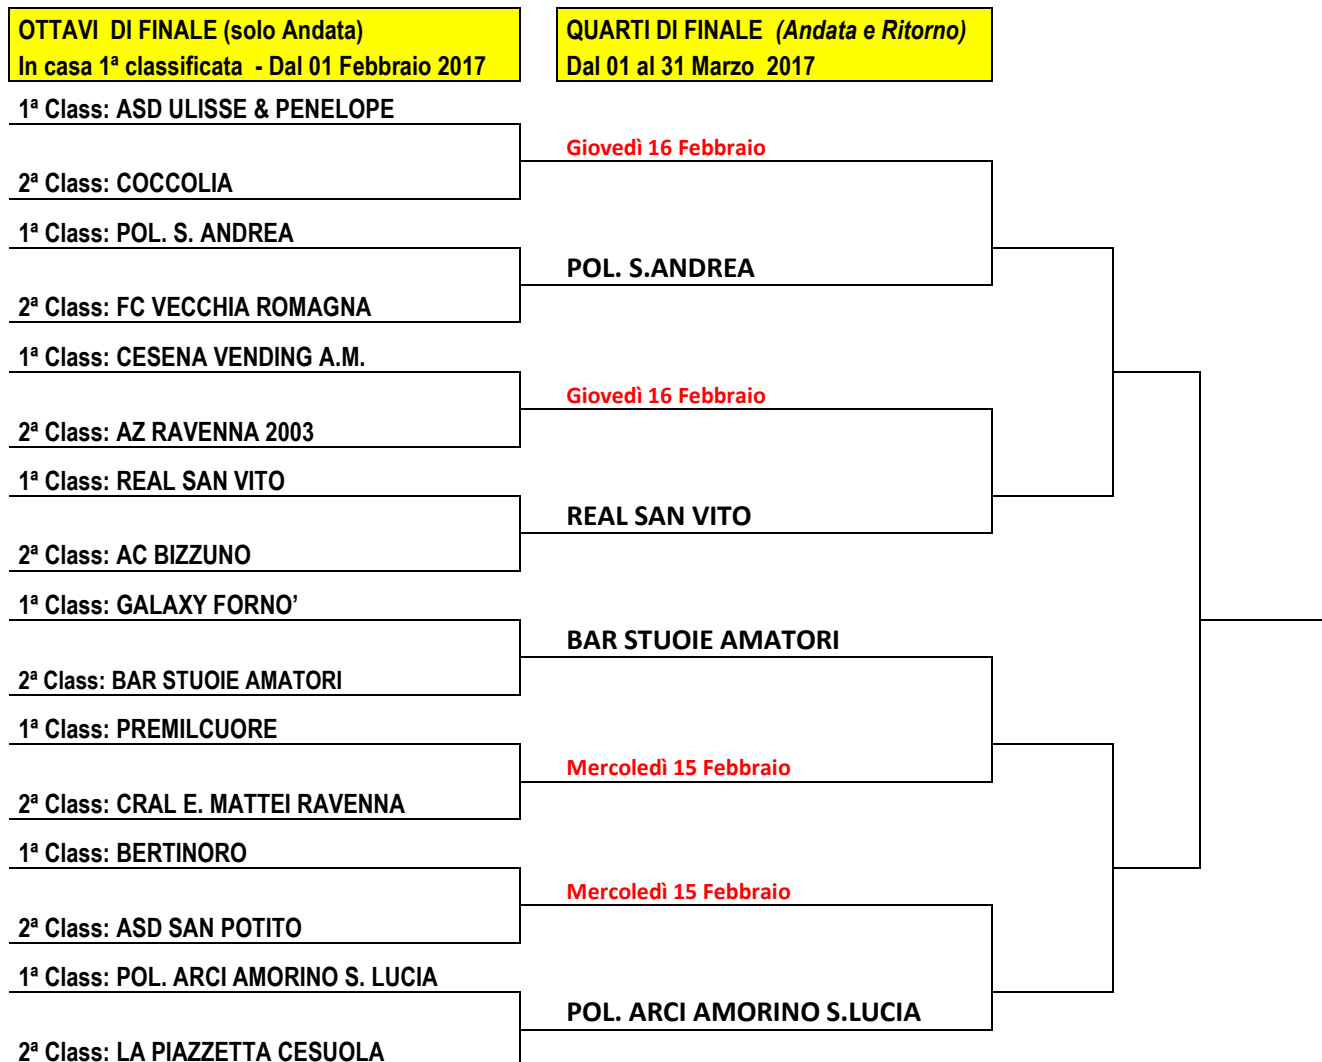 OTTAVI DI FINALE (solo Andata)
In casa 1ª classificata - Dal 01 Febbraio 2017
QUARTI DI FINALE (Andata e Ritorno)
Dal 01 al 31 Marzo 2017
1ª Class: ASD ULISSE & PENELOPE
Giovedì 16 Febbraio
2ª Class: COCCOLIA
1ª Class: POL. S. ANDREA
POL. S.ANDREA
2ª Class: FC VECCHIA ROMAGNA
1ª Class: CESENA VENDING A.M.
Giovedì 16 Febbraio
2ª Class: AZ RAVENNA 2003
1ª Class: REAL SAN VITO
REAL SAN VITO
2ª Class: AC BIZZUNO
1ª Class: GALAXY FORNO’
BAR STUOIE AMATORI
2ª Class: BAR STUOIE AMATORI
1ª Class: PREMILCUORE
Mercoledì 15 Febbraio
2ª Class: CRAL E. MATTEI RAVENNA
1ª Class: BERTINORO
Mercoledì 15 Febbraio
2ª Class: ASD SAN POTITO
1ª Class: POL. ARCI AMORINO S. LUCIA
POL. ARCI AMORINO S.LUCIA
2ª Class: LA PIAZZETTA CESUOLA